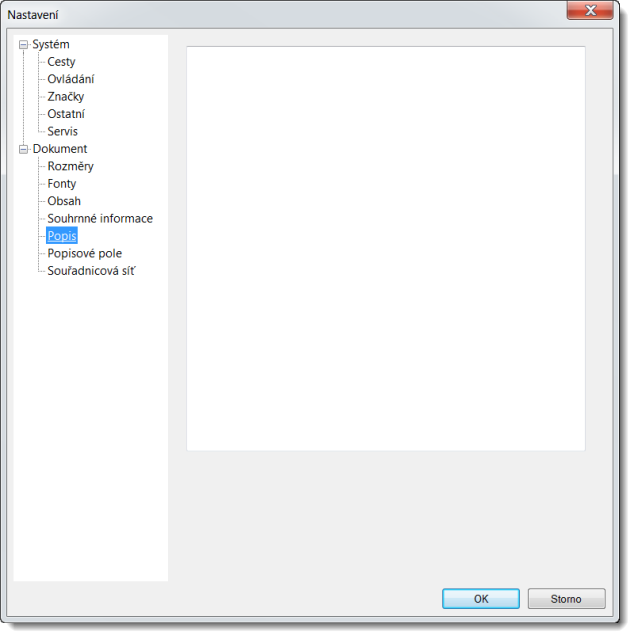 Nastavení
Systém
Cesty
Ovládání
Značky
Ostatní
Servis
Dokument
Rozměry
Fonty
Obsah
Souhrnné informace
Popis
Popisové pole
Souřadnicová síť
OK
Storno